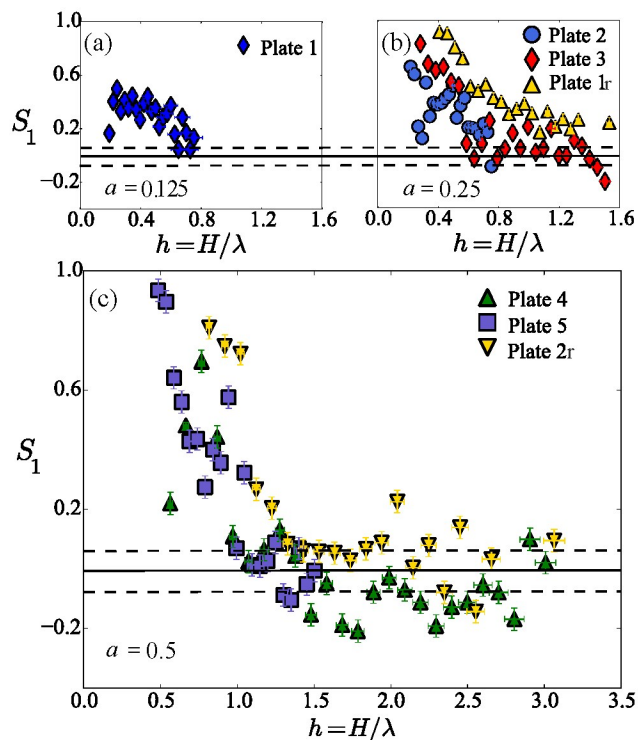 (a)
Plate 1
1.0
0.6
0.2
−0.2
S1
a = 0.125
0.0 0.4 0.8 1.2 1.6
h = H/λ
(b)
Plate 2
Plate 3
Plate 1r
a = 0.25
0.0 0.4 0.8 1.2 1.6
h = H/λ
(c)
Plate 4
Plate 5
Plate 2r
1.0
0.6
0.2
−0.2
S1
a = 0.5
0.0 0.5 1.0 1.5 2.0 2.5 3.0 3.5
h = H/λ